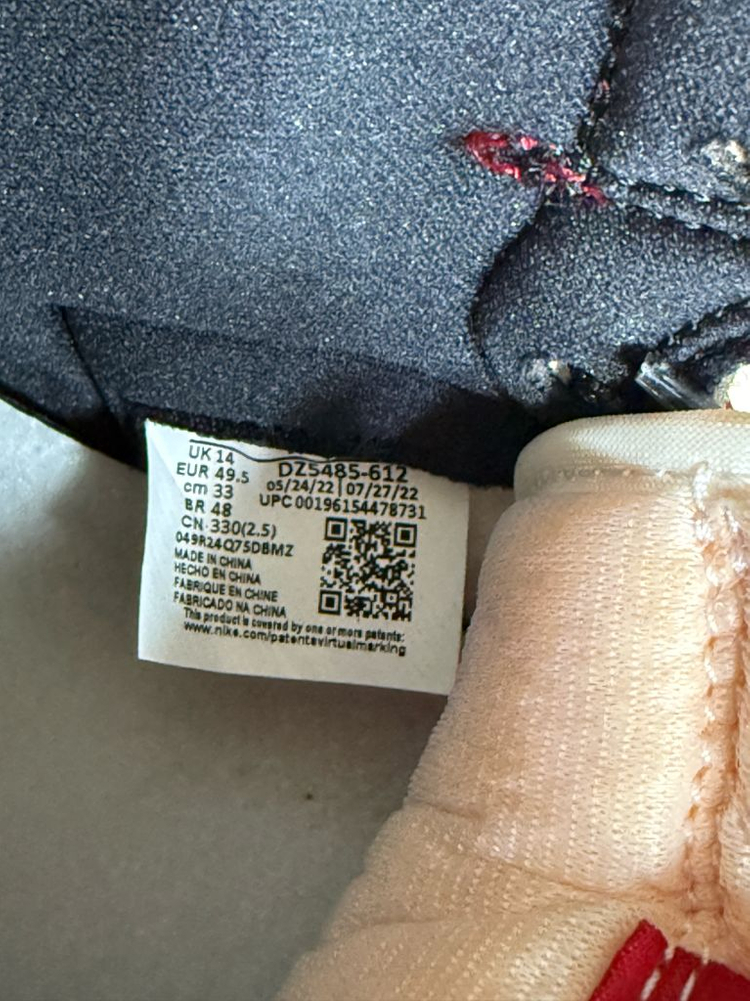 UK 14
EUR 49.5
cm 33
BR 48
CN 330(2.5)
049R24Q75DBMZ
MADE IN CHINA
HECHO EN CHINA
FABRIQUE EN CHINE
FABRICADO NA CHINA
DZ5485-612
05/24/22 | 07/27/22
UPC 00196154478731
This product is covered by one or more patents:
www.nike.com/patentsvirtualmarking